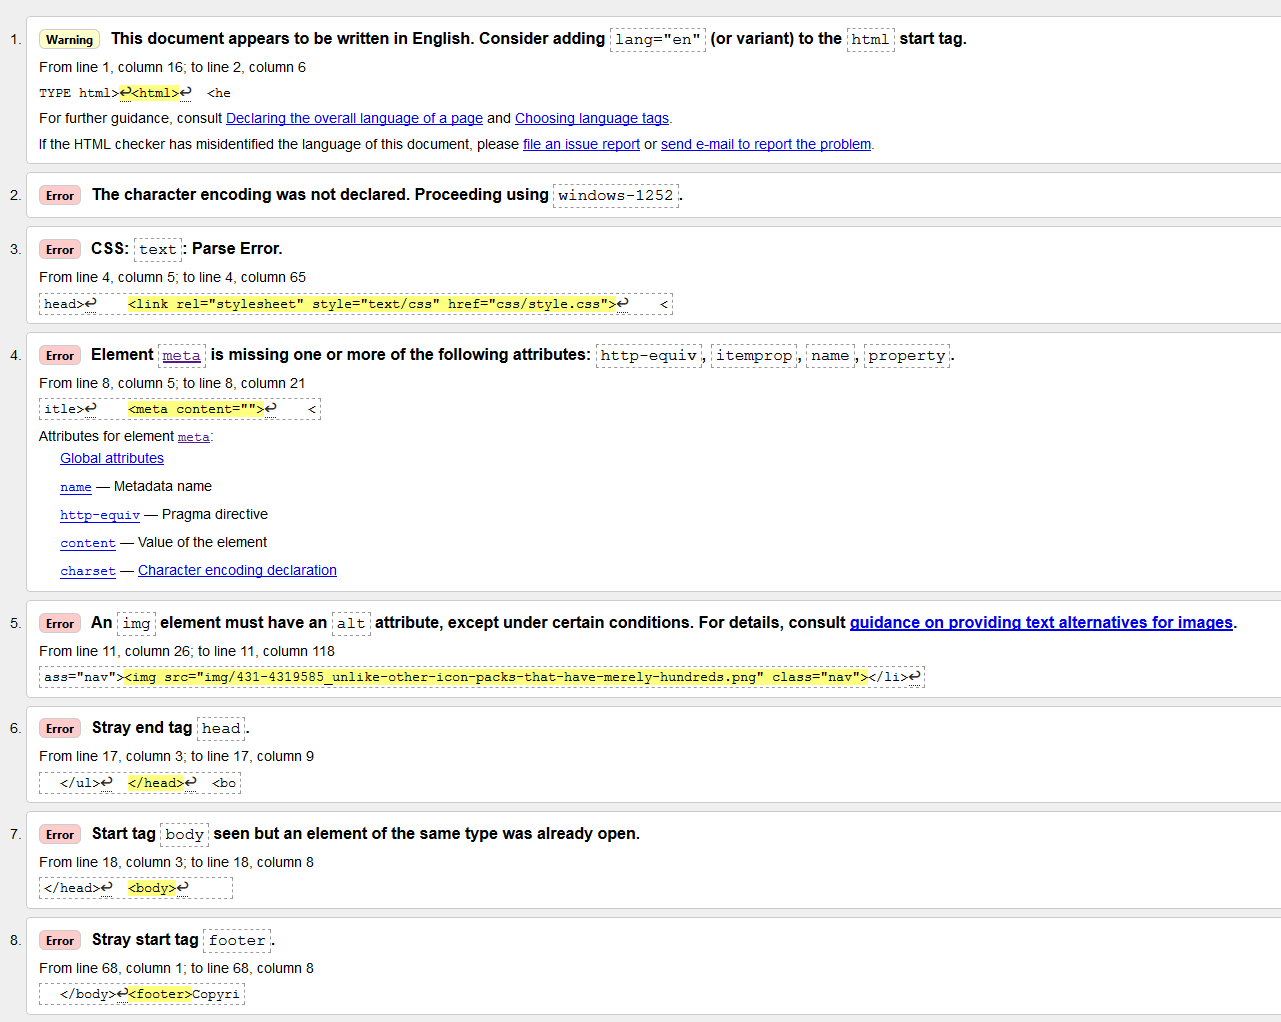 1. Warning This document appears to be written in English. Consider adding lang="en" (or variant) to the html start tag.
From line 1, column 16; to line 2, column 6
TYPE html>↩<html>↩  <he
For further guidance, consult Declaring the overall language of a page and Choosing language tags.
If the HTML checker has misidentified the language of this document, please file an issue report or send e-mail to report the problem.
2. Error The character encoding was not declared. Proceeding using windows-1252.
3. Error CSS: text: Parse Error.
From line 4, column 5; to line 4, column 65
head>↩    <link rel="stylesheet" style="text/css" href="css/style.css">↩    <
4. Error Element meta is missing one or more of the following attributes: http-equiv, itemprop, name, property.
From line 8, column 5; to line 8, column 21
itle>↩    <meta content="">↩    <
Attributes for element meta:
Global attributes
name — Metadata name
http-equiv — Pragma directive
content — Value of the element
charset — Character encoding declaration
5. Error An img element must have an alt attribute, except under certain conditions. For details, consult guidance on providing text alternatives for images.
From line 11, column 26; to line 11, column 118
ass="nav"><img src="img/431-4319585_unlike-other-icon-packs-that-have-merely-hundreds.png" class="nav"></li>↩
6. Error Stray end tag head.
From line 17, column 3; to line 17, column 9
</ul>↩  </head>↩  <bo
7. Error Start tag body seen but an element of the same type was already open.
From line 18, column 3; to line 18, column 8
</head>↩  <body>↩
8. Error Stray start tag footer.
From line 68, column 1; to line 68, column 8
</body>↩<footer>Copyri